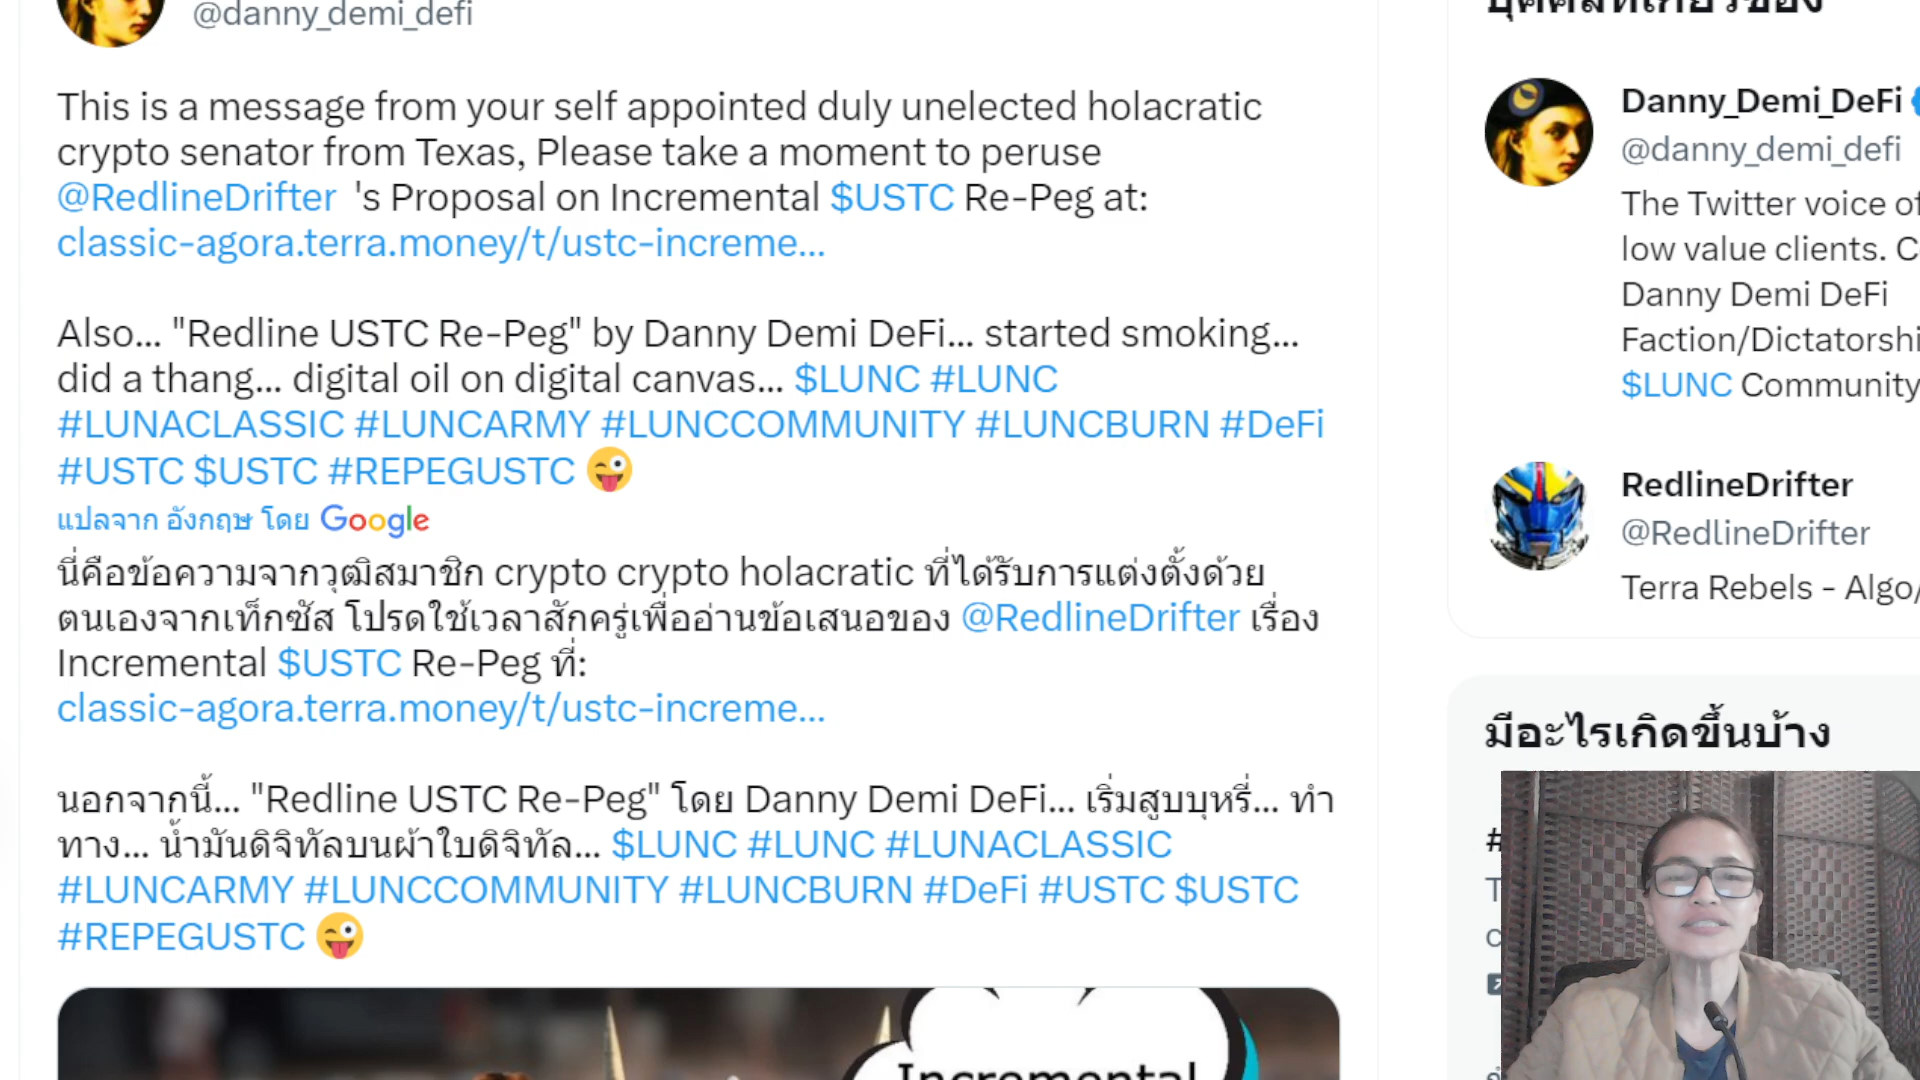 @danny_demi_defi
This is a message from your self appointed duly unelected holacratic
crypto senator from Texas, Please take a moment to peruse
@RedlineDrifter 's Proposal on Incremental $USTC Re-Peg at:
classic-agora.terra.money/t/ustc-increme...
Also... "Redline USTC Re-Peg" by Danny Demi DeFi... started smoking...
did a thang... digital oil on digital canvas... $LUNC #LUNC
#LUNACLASSIC #LUNCARMY #LUNCCOMMUNITY #LUNCBURN #DeFi
#USTC $USTC #REPEGUSTC 😜
แปลจาก อังกฤษ โดย Google
นี่คือข้อความจากวุฒิสมาชิก crypto crypto holacratic ที่ได้รับการแต่งตั้งด้วย
ตนเองจากเท็กซัส โปรดใช้เวลาสักครู่เพื่ออ่านข้อเสนอของ @RedlineDrifter เรื่อง
Incremental $USTC Re-Peg ที่:
classic-agora.terra.money/t/ustc-increme...
นอกจากนี้... "Redline USTC Re-Peg" โดย Danny Demi DeFi... เริ่มสูบบุหรี่... ทำ
ทาง... น้ำมันดิจิทัลบนผ้าใบดิจิทัล... $LUNC #LUNC #LUNACLASSIC
#LUNCARMY #LUNCCOMMUNITY #LUNCBURN #DeFi #USTC $USTC
#REPEGUSTC 😜
Incremental
บุคคลที่เกี่ยวข้อง
Danny_Demi_DeFi
@danny_demi_defi
The Twitter voice of
low value clients. C
Danny Demi DeFi
Faction/Dictatorshi
$LUNC Community
RedlineDrifter
@RedlineDrifter
Terra Rebels - Algo/
มีอะไรเกิดขึ้นบ้าง
#
T